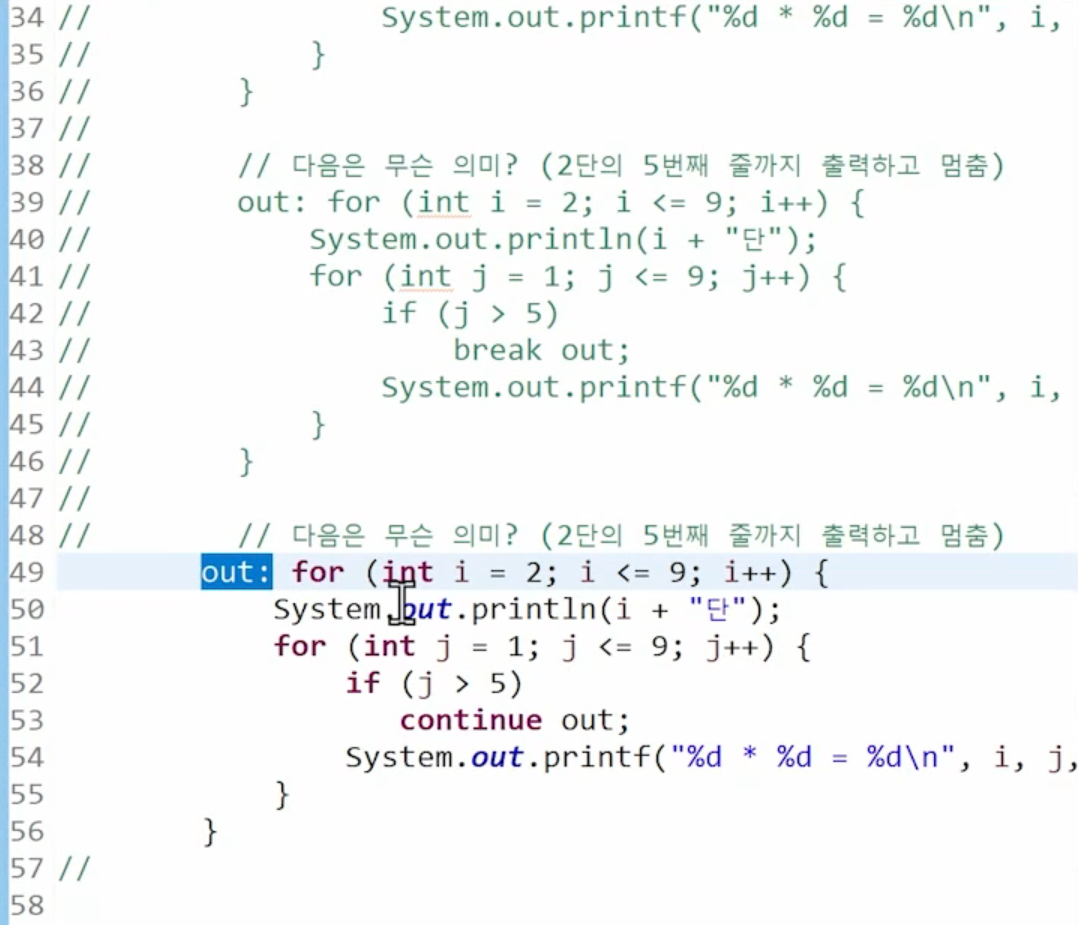 34 // System.out.printf("%d * %d = %d\n", i,
35 // }
36 // }
37 //
38 // // 다음은 무슨 의미? (2단의 5번째 줄까지 출력하고 멈춤)
39 // out: for (int i = 2; i <= 9; i++) {
40 // System.out.println(i + "단");
41 // for (int j = 1; j <= 9; j++) {
42 // if (j > 5)
43 // break out;
44 // System.out.printf("%d * %d = %d\n", i,
45 // }
46 // }
47 //
48 // // 다음은 무슨 의미? (2단의 5번째 줄까지 출력하고 멈춤)
49 out: for (int i = 2; i <= 9; i++) {
50 System.out.println(i + "단");
51 for (int j = 1; j <= 9; j++) {
52 if (j > 5)
53 continue out;
54 System.out.printf("%d * %d = %d\n", i, j,
55 }
56 }
57 //
58